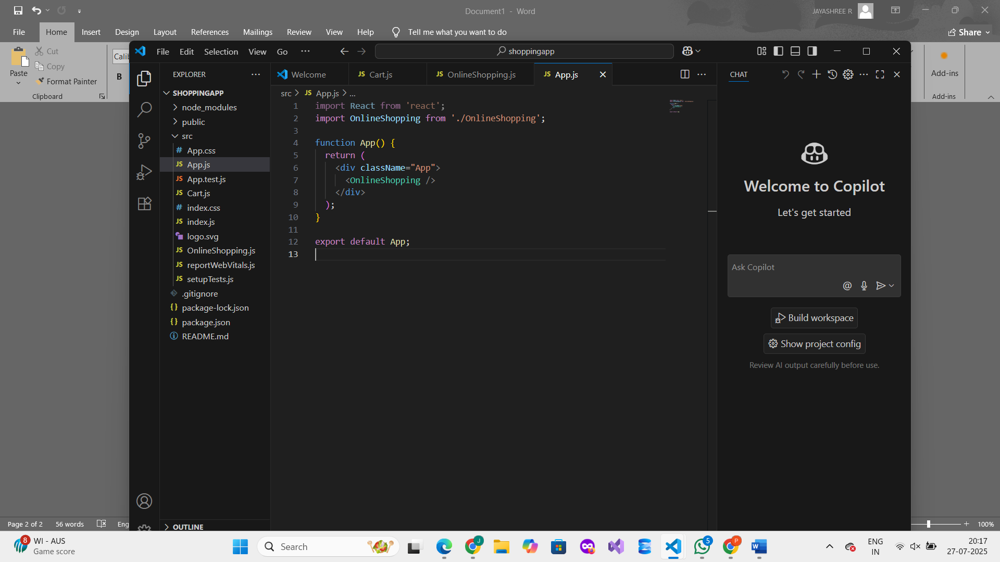 Document1 - Word
JAYASHREE R
File Home Insert Design Layout References Mailings Review View Help Tell me what you want to do
Share
Paste
Cut
Copy
Format Painter
Clipboard
Calib
B
Add-ins
Add-ins
File Edit Selection View Go ···
shoppingapp
EXPLORER
SHOPPINGAPP
node_modules
public
src
App.css
App.js
App.test.js
Cart.js
index.css
index.js
logo.svg
OnlineShopping.js
reportWebVitals.js
setupTests.js
.gitignore
package-lock.json
package.json
README.md
OUTLINE
Welcome
JS Cart.js
JS OnlineShopping.js
JS App.js
src > JS App.js > ...
1 import React from 'react';
2 import OnlineShopping from './OnlineShopping';
3
4 function App() {
5 return (
6 <div className="App">
7 <OnlineShopping />
8 </div>
9 );
10 }
11
12 export default App;
13
CHAT
Welcome to Copilot
Let's get started
Ask Copilot
Build workspace
Show project config
Review AI output carefully before use.
Page 2 of 2 56 words Eng
100%
8
WI - AUS
Game score
Search
J
5
P
ENG
IN
20:17
27-07-2025